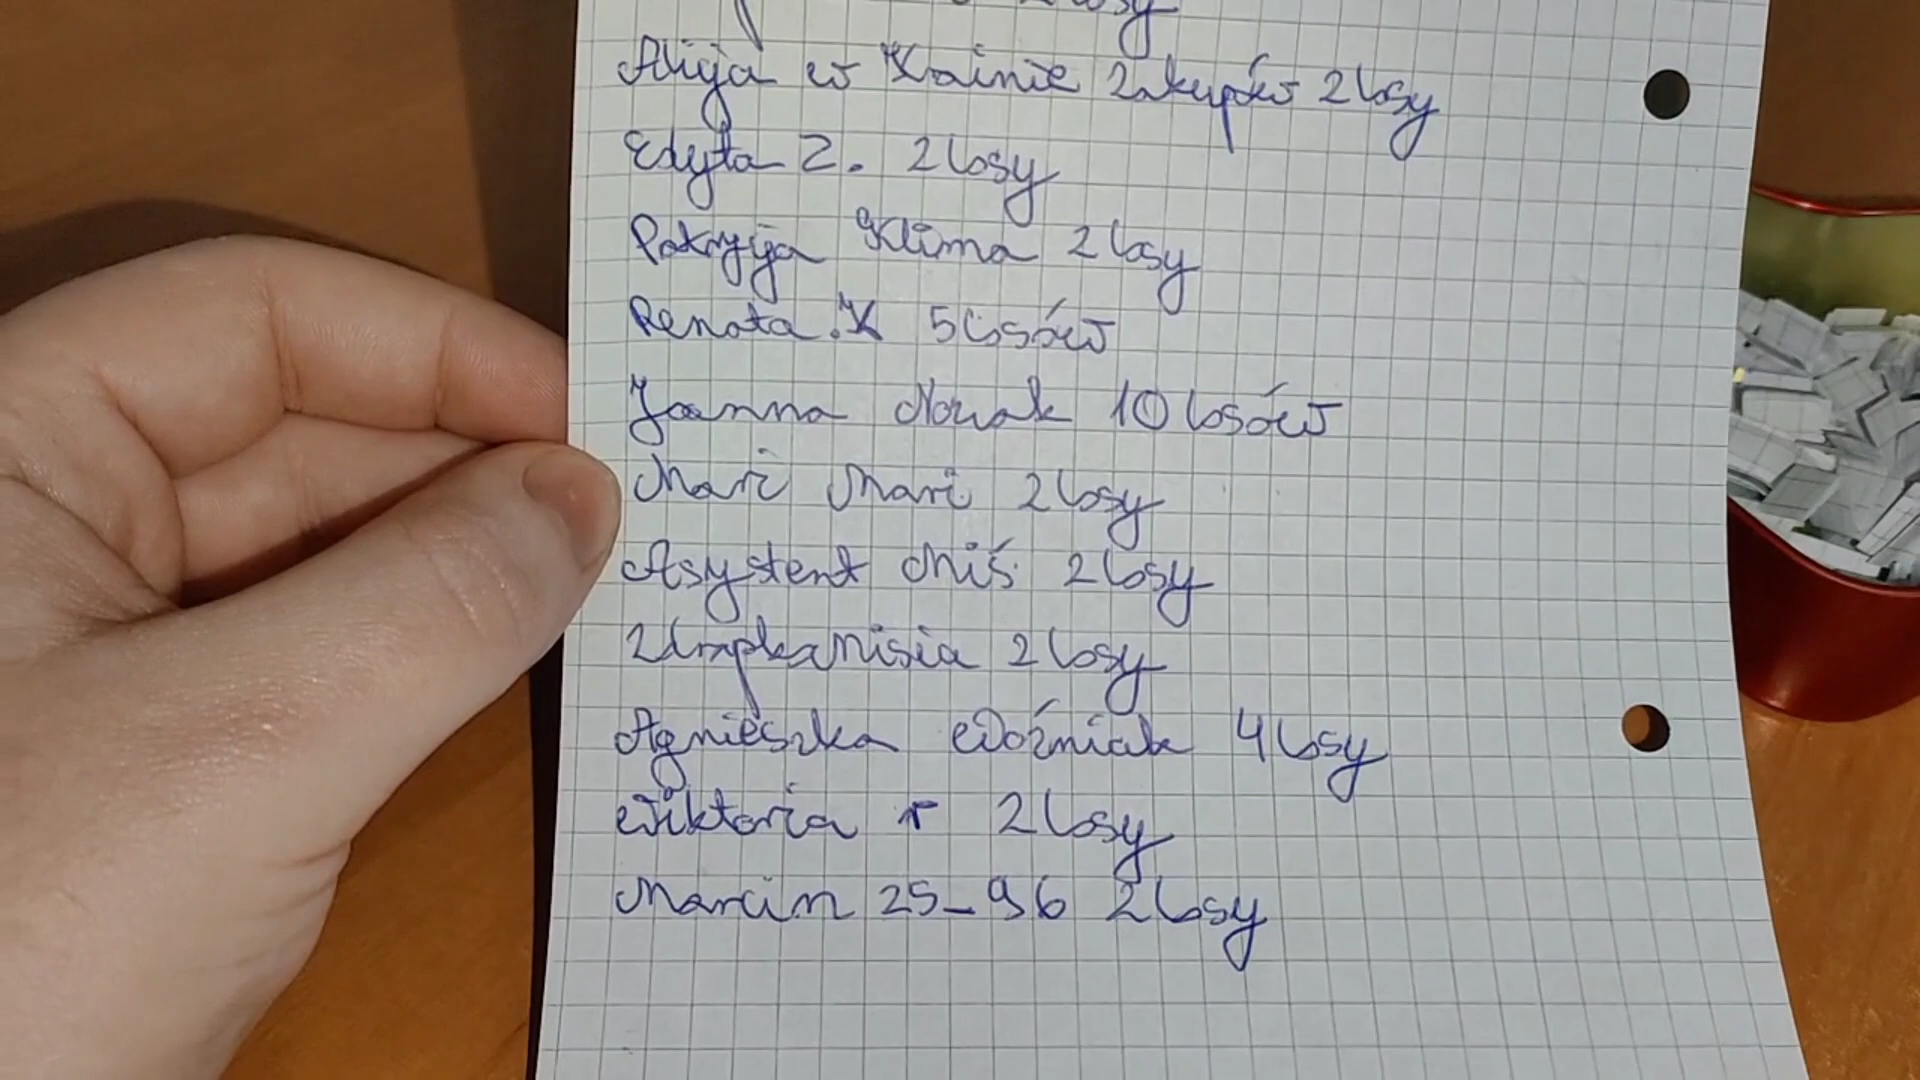 losy
Alicja w Krainie Zakupów 2 losy
Edyta Z. 2 losy
Patrycja Klima 2 losy
Renata .K 5 losów
Joanna Nowak 10 losów
Mari Mari 2 losy
Asystent Miś 2 losy
2 losy
Agnieszka Woźniak 4 losy
Wiktoria r 2 losy
Marcin 25_96 2 losy